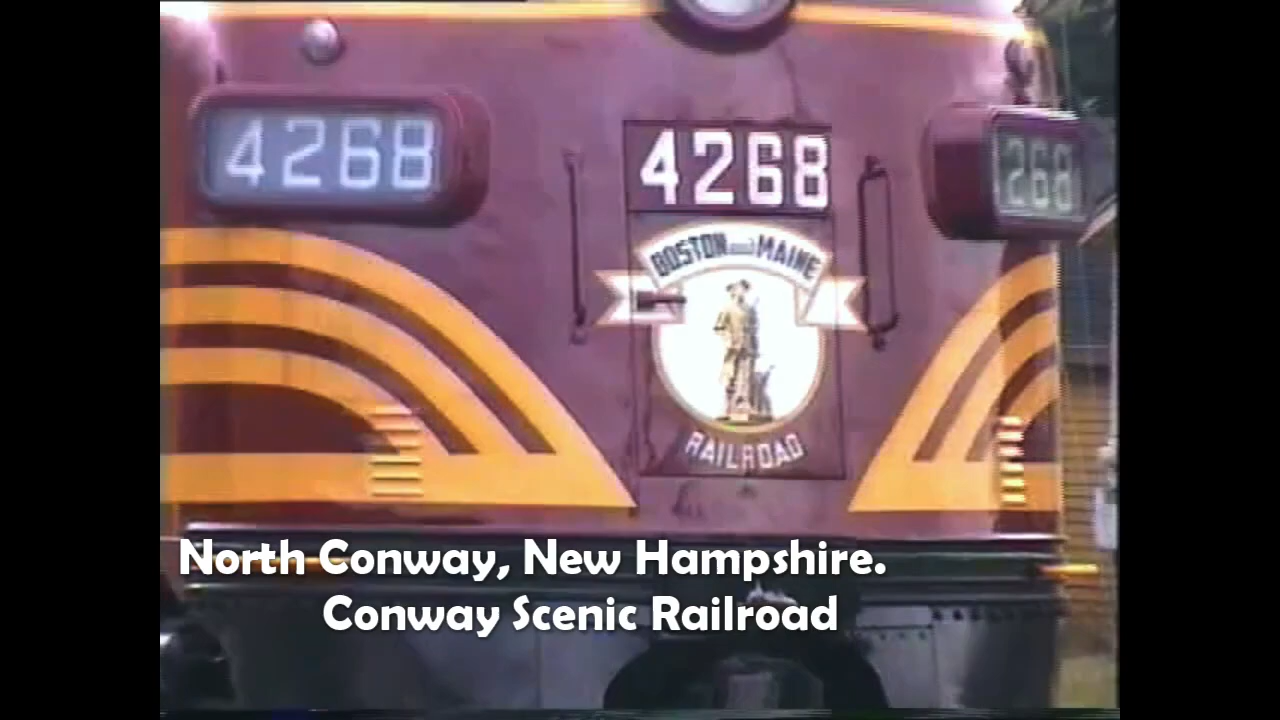 4268
4268
268
BOSTON and MAINE
RAILROAD
North Conway, New Hampshire.
Conway Scenic Railroad